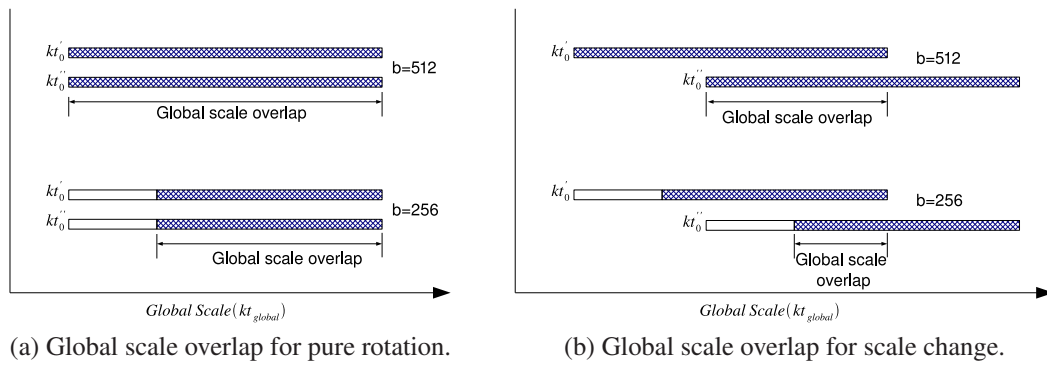 kt'₀
b=512
kt''₀
Global scale overlap
kt'₀
b=256
kt''₀
Global scale overlap
Global Scale(kt_global)
(a) Global scale overlap for pure rotation.
kt'₀
b=512
kt''₀
Global scale overlap
kt'₀
b=256
kt''₀
Global scale
overlap
Global Scale(kt_global)
(b) Global scale overlap for scale change.